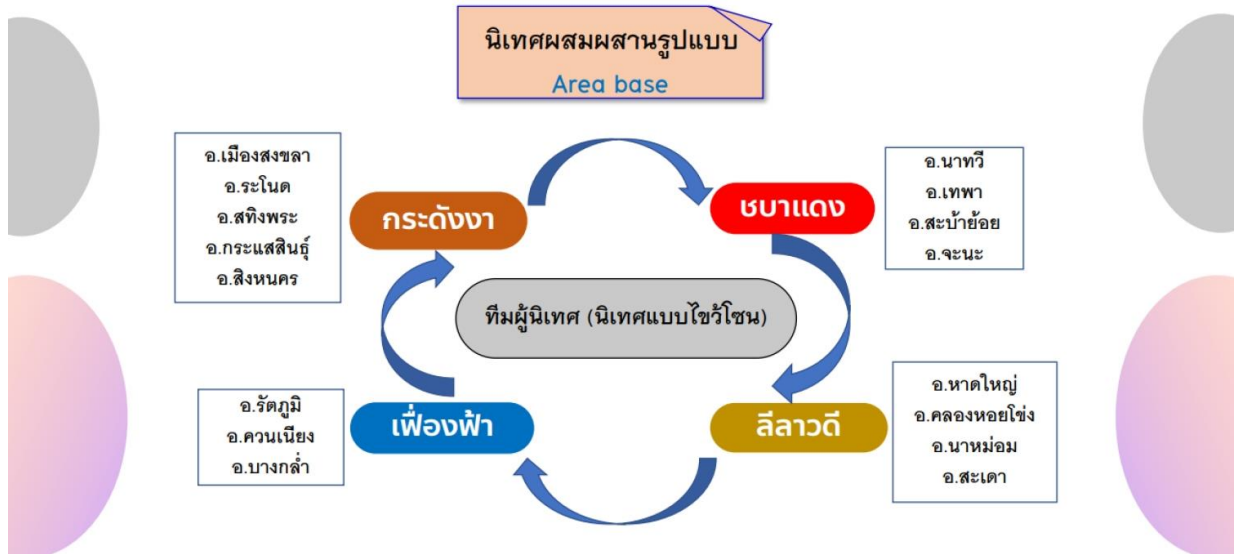 นิเทศผสมผสานรูปแบบ
Area base
อ.เมืองสงขลา
อ.ระโนด
อ.สทิงพระ
อ.กระแสสินธุ์
อ.สิงหนคร
กระดังงา
ชบาแดง
อ.นาทวี
อ.เทพา
อ.สะบ้าย้อย
อ.จะนะ
ทีมผู้นิเทศ (นิเทศแบบไขว้โซน)
อ.รัตภูมิ
อ.ควนเนียง
อ.บางกล่ำ
เฟื่องฟ้า
ลีลาวดี
อ.หาดใหญ่
อ.คลองหอยโข่ง
อ.นาหม่อม
อ.สะเดา